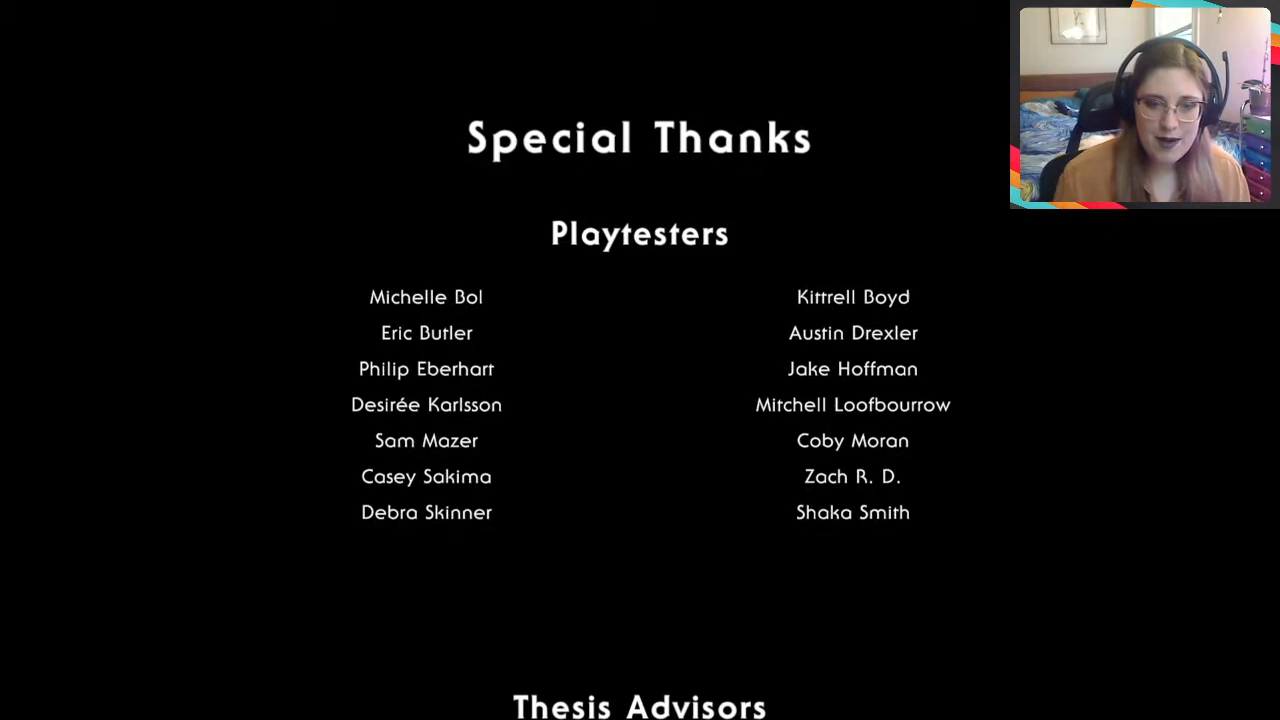 Special Thanks
Playtesters
Michelle Bol
Kittrell Boyd
Eric Butler
Austin Drexler
Philip Eberhart
Jake Hoffman
Desirée Karlsson
Mitchell Loofbourrow
Sam Mazer
Coby Moran
Casey Sakima
Zach R. D.
Debra Skinner
Shaka Smith
Thesis Advisors